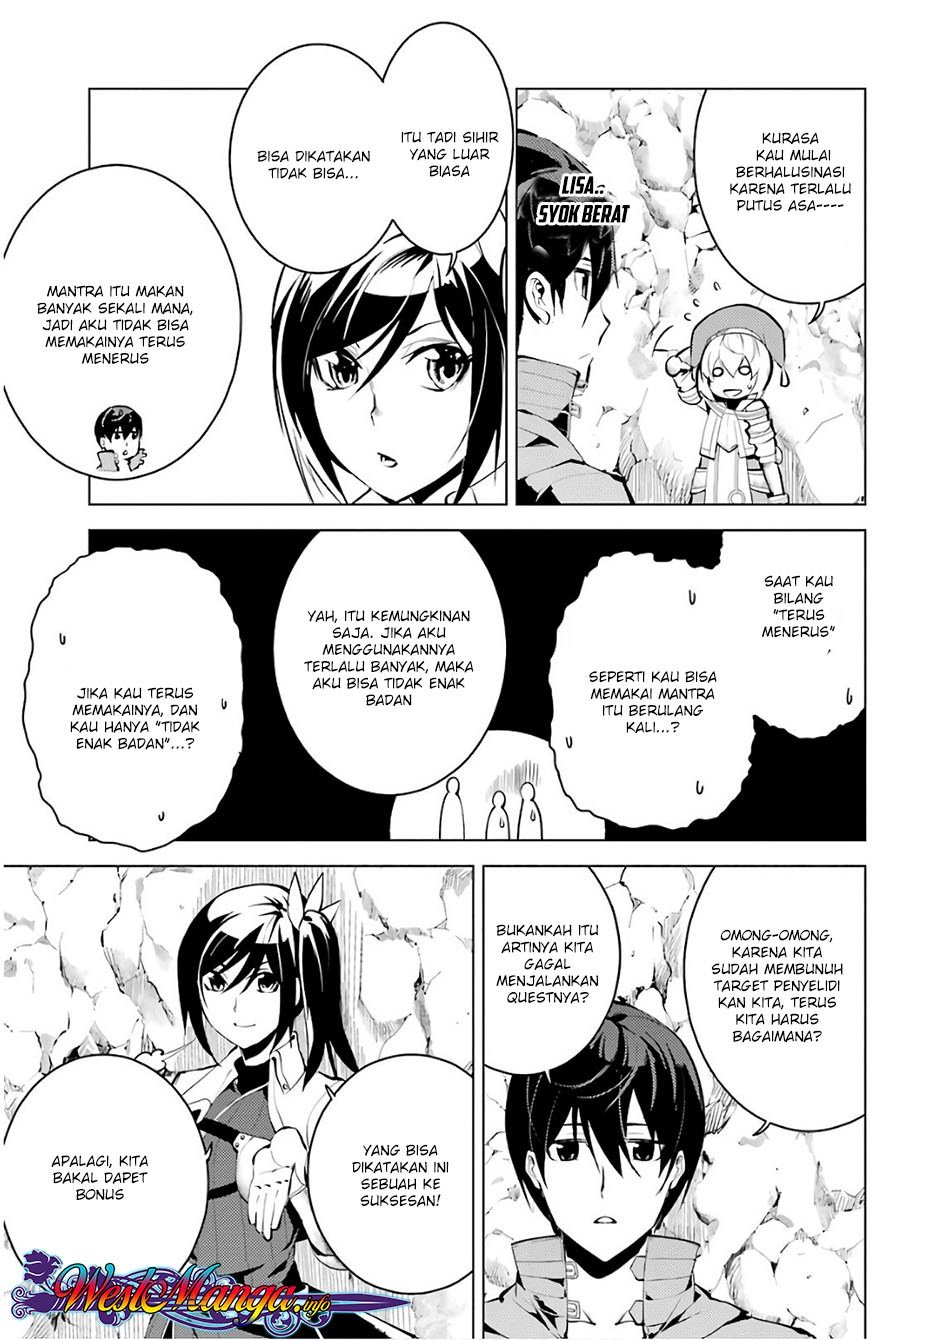 KURASA
KAU MULAI
BERHALUSINASI
KARENA TERLALU
PUTUS ASA----
LISA..
SYOK BERAT
ITU TADI SIHIR
YANG LUAR
BIASA
BISA DIKATAKAN
TIDAK BISA...
MANTRA ITU MAKAN
BANYAK SEKALI MANA,
JADI AKU TIDAK BISA
MEMAKAINYA TERUS
MENERUS
SAAT KAU
BILANG
"TERUS
MENERUS"
SEPERTI KAU BISA
MEMAKAI MANTRA
ITU BERULANG
KALI...?
YAH, ITU KEMUNGKINAN
SAJA. JIKA AKU
MENGGUNAKANNYA
TERLALU BANYAK, MAKA
AKU BISA TIDAK ENAK
BADAN
JIKA KAU TERUS
MEMAKAINYA, DAN
KAU HANYA "TIDAK
ENAK BADAN"...?
OMONG-OMONG,
KARENA KITA
SUDAH MEMBUNUH
TARGET PENYELIDI
KAN KITA, TERUS
KITA HARUS
BAGAIMANA?
BUKANKAH ITU
ARTINYA KITA
GAGAL
MENJALANKAN
QUESTNYA?
YANG BISA
DIKATAKAN INI
SEBUAH KE
SUKSESAN!
APALAGI, KITA
BAKAL DAPET
BONUS
WestManga.info